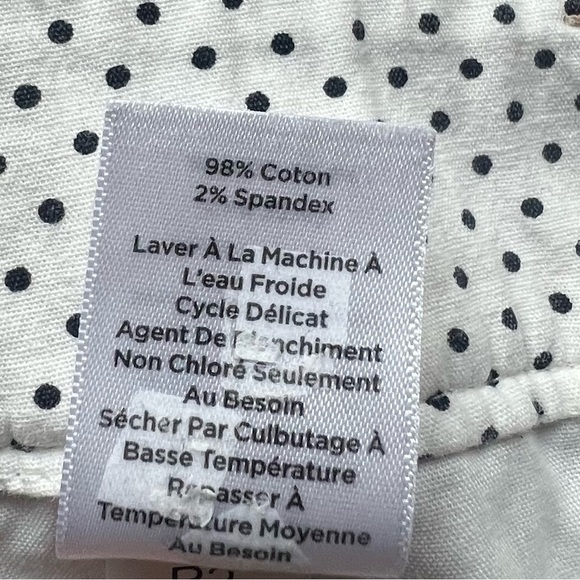 98% Coton
2% Spandex
Laver À La Machine À
L'eau Froide
Cycle Délicat
Agent De Blanchiment
Non Chloré Seulement
Au Besoin
Sécher Par Culbutage À
Basse Température
Repasser À
Température Moyenne
Au Besoin